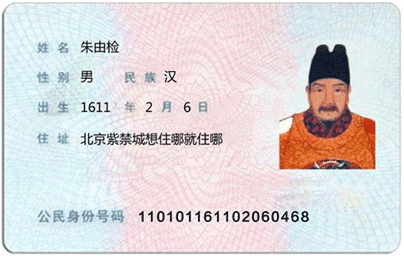 姓名 朱由检
性别 男 民族 汉
出生 1611 年 2 月 6 日
住址 北京紫禁城想住哪就住哪
公民身份号码 110101161102060468